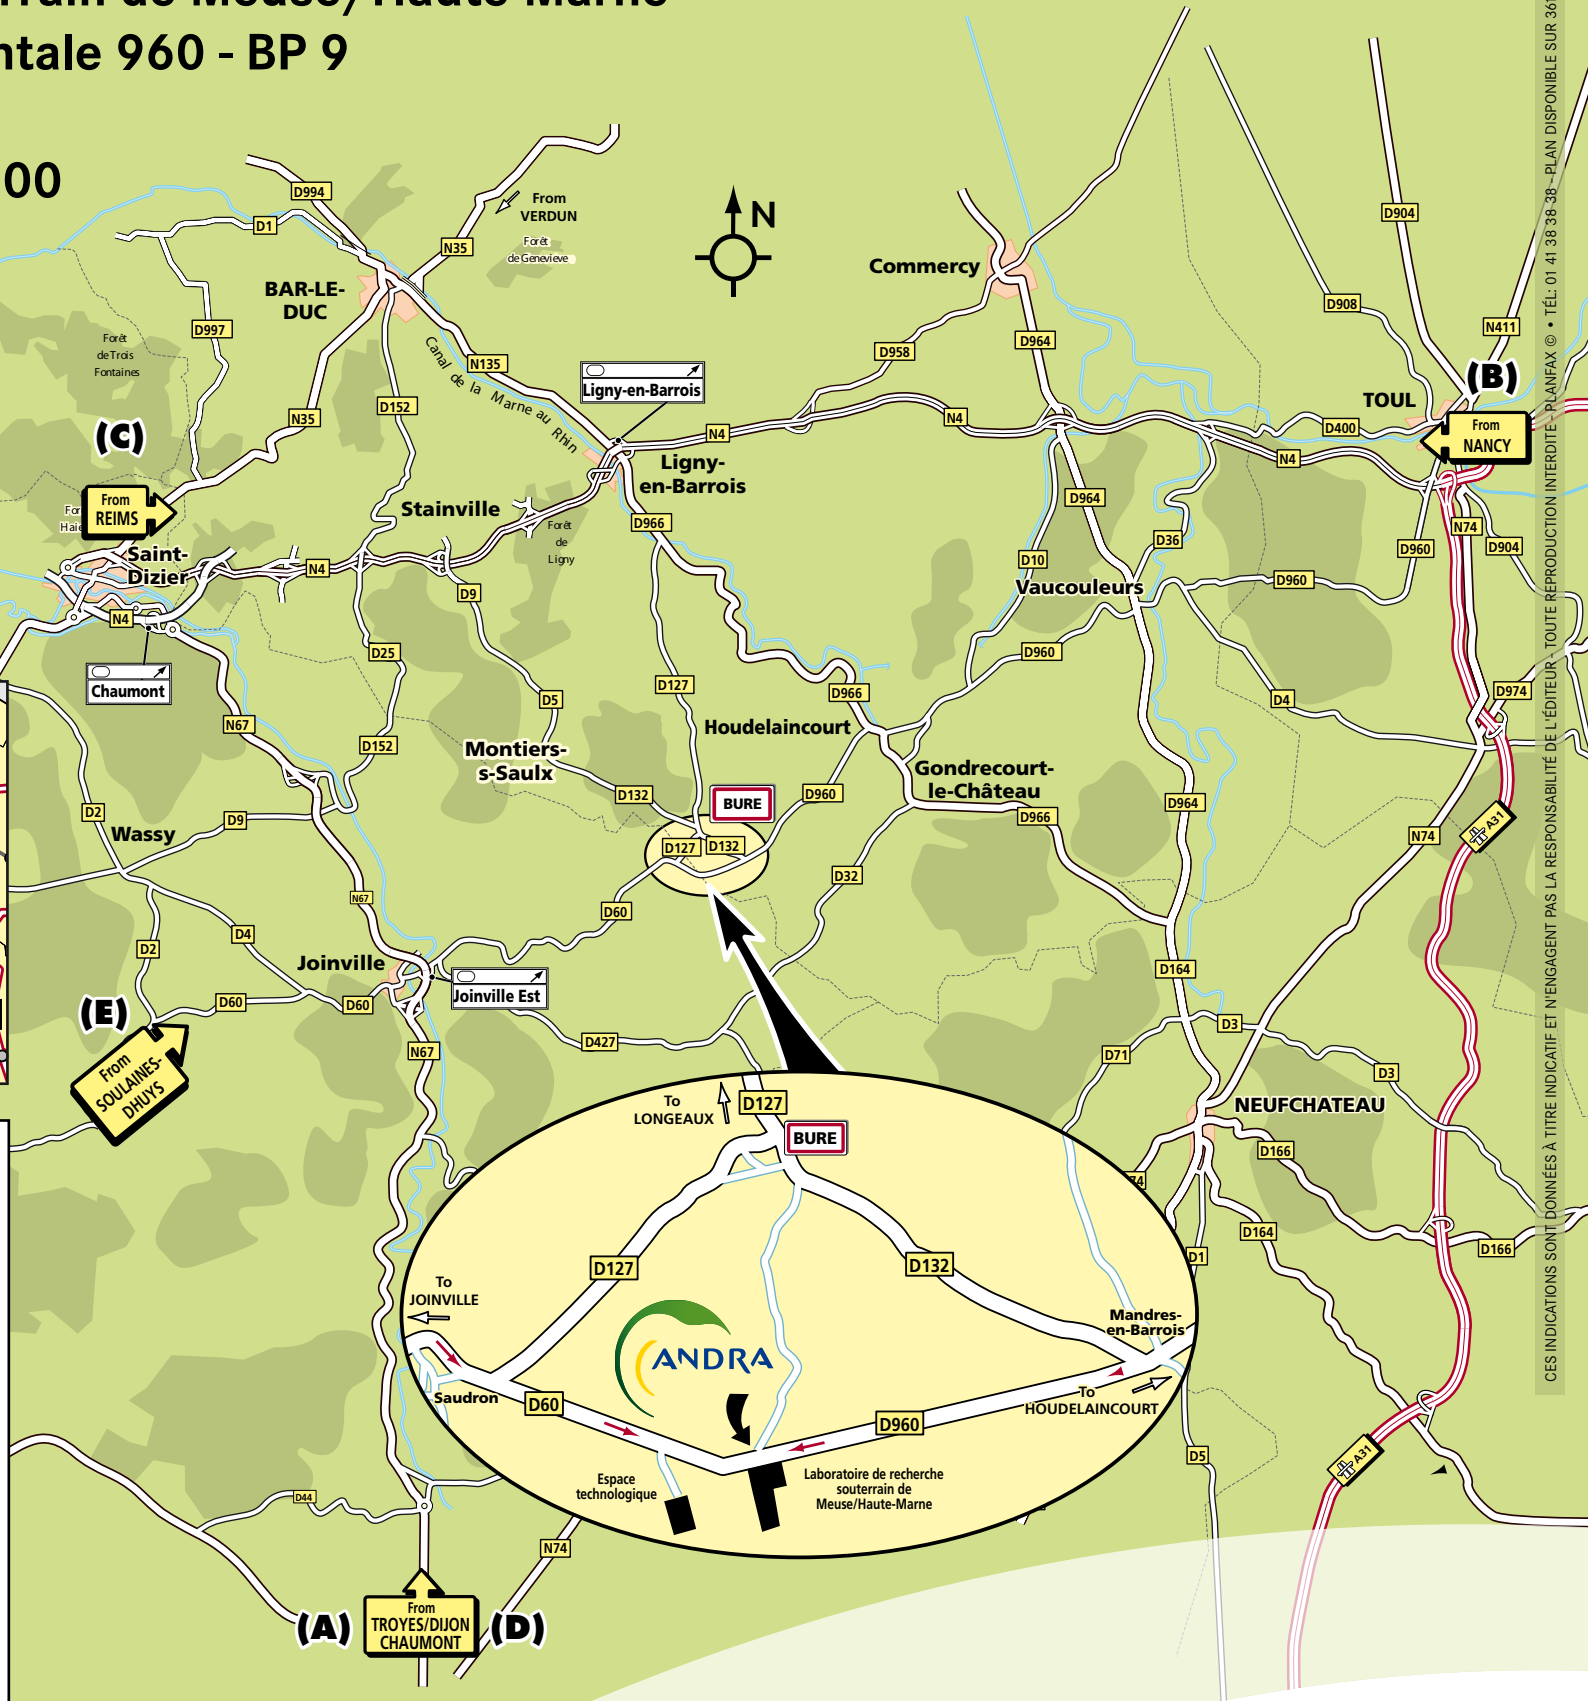 ntale 960 - BP 9
00
D994
D1
From
VERDUN
N35
Forêt
de Genevieve
N
BAR-LE-
DUC
Commercy
D904
D908
N411
D997
Forêt
de Trois
Fontaines
N135
Canal de la Marne au Rhin
Ligny-en-Barrois
D958
D964
(B)
TOUL
From
NANCY
N35
D152
(C)
N4
N4
D400
N4
Ligny-
en-Barrois
From
REIMS
Stainville
D966
D964
N74
Forêt
de
Ligny
D36
D960
D904
Saint-
Dizier
N4
D10
Vaucouleurs
D960
D9
N4
D25
D960
Chaumont
D127
D966
D974
D5
D4
N67
Houdelaincourt
D152
Montiers-
s-Saulx
Gondrecourt-
le-Château
D132
BURE
D960
D966
D964
D2
Wassy
D9
N74
A31
D127
D132
D32
N67
D60
D2
D4
Joinville
D164
Joinville Est
D60
D60
(E)
D3
From
SOULAINES-
DHUYS
N67
D427
D71
D3
To
LONGEAUX
D127
BURE
NEUFCHATEAU
D166
74
D164
D166
D1
D127
D132
To
JOINVILLE
Mandres-
en-Barrois
ANDRA
Saudron
D60
To
HOUDELAINCOURT
D960
D5
A31
Espace
technologique
Laboratoire de recherche
souterrain de
Meuse/Haute-Marne
D44
N74
(A)
From
TROYES/DIJON
CHAUMONT
(D)
CES INDICATIONS SONT DONNÉES À TITRE INDICATIF ET N'ENGAGENT PAS LA RESPONSABILITÉ DE L'ÉDITEUR - TOUTE REPRODUCTION INTERDITE - PLANFAX © • TÉL: 01 41 38 38 38 - PLAN DISPONIBLE SUR 361